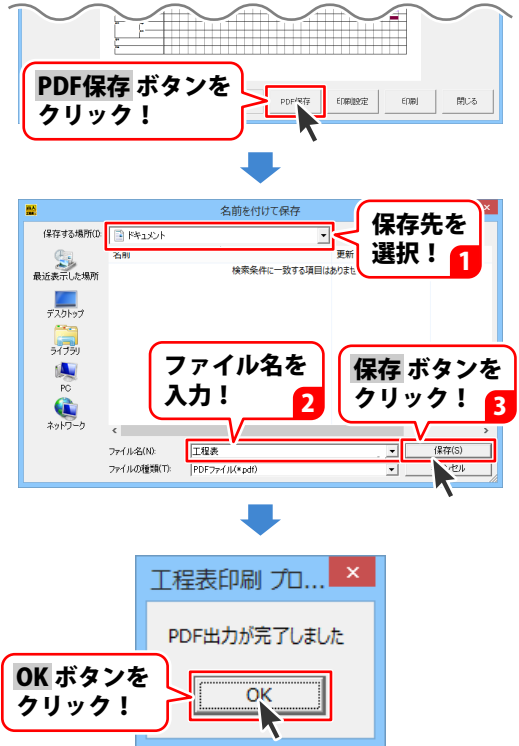 PDF保存 ボタンを
クリック！
PDF保存
印刷設定
印刷
閉じる
名前を付けて保存
保存する場所(I):
ドキュメント
保存先を
選択！
1
名前
更新
検索条件に一致する項目はありませ
最近表示した場所
デスクトップ
ライブラリ
PC
ネットワーク
ファイル名を
入力！
2
保存 ボタンを
クリック！
3
ファイル名(N):
工程表
保存(S)
ファイルの種類(T):
PDFファイル(*.pdf)
工程表印刷 プロ...
PDF出力が完了しました
OK ボタンを
クリック！
OK